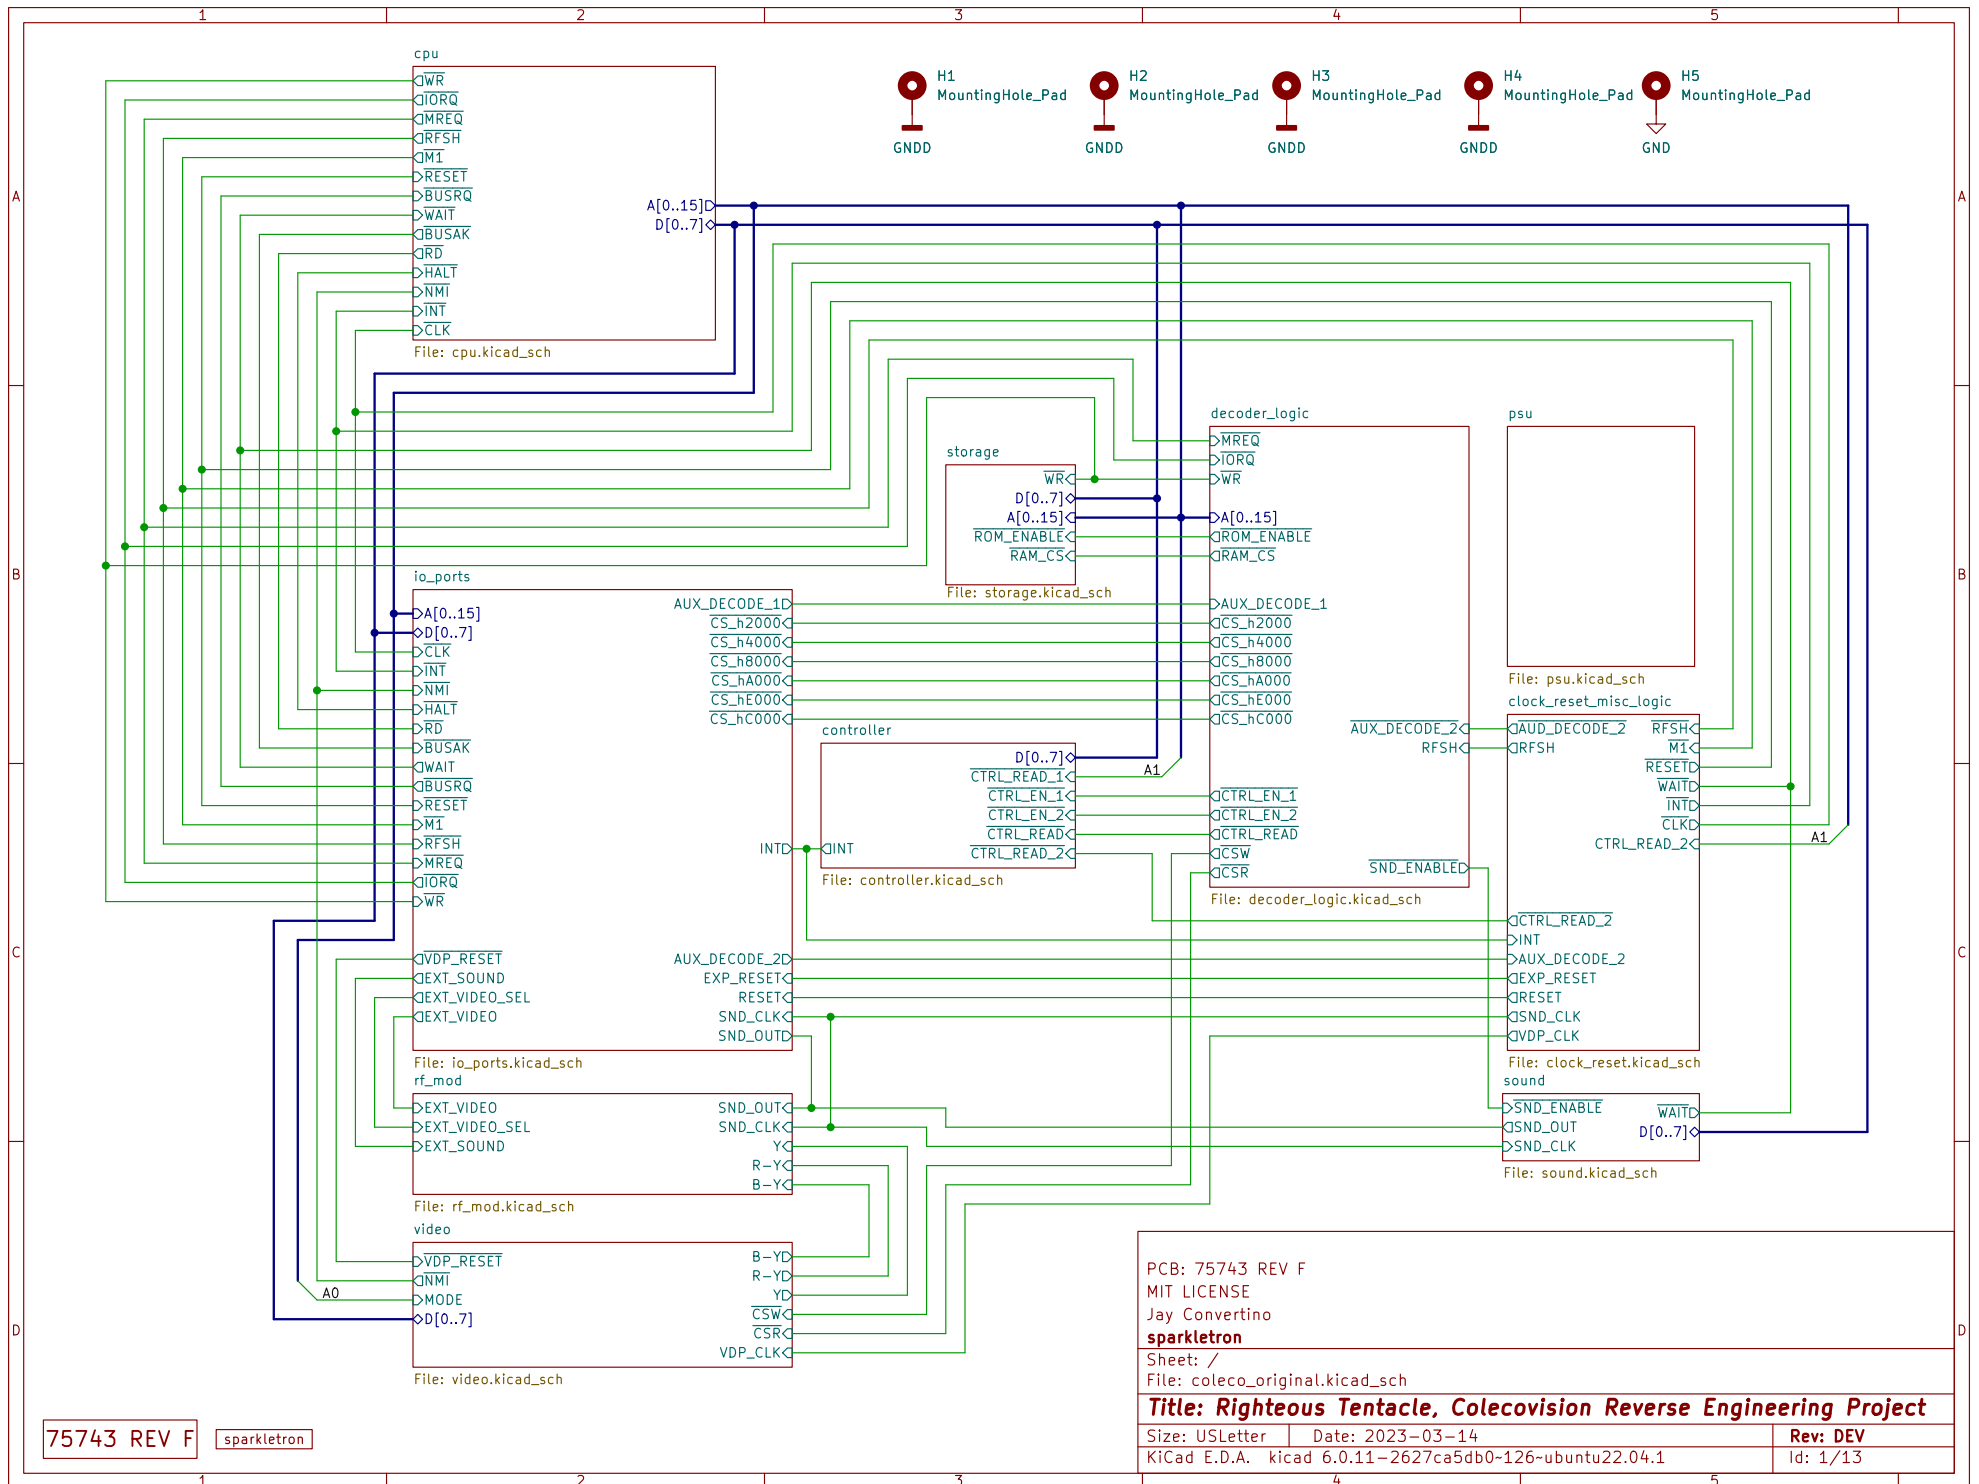 1 2 3 4 5
A
B
C
D
A
B
C
D
1 2 3 4 5
cpu
WR
IORQ
MREQ
RFSH
M1
RESET
BUSRQ
WAIT
BUSAK
RD
HALT
NMI
INT
CLK
A[0..15]
D[0..7]
File: cpu.kicad_sch
H1
MountingHole_Pad
GNDD
H2
MountingHole_Pad
GNDD
H3
MountingHole_Pad
GNDD
H4
MountingHole_Pad
GNDD
H5
MountingHole_Pad
GND
storage
WR
D[0..7]
A[0..15]
ROM_ENABLE
RAM_CS
File: storage.kicad_sch
decoder_logic
MREQ
IORQ
WR
A[0..15]
ROM_ENABLE
RAM_CS
AUX_DECODE_1
CS_h2000
CS_h4000
CS_h8000
CS_hA000
CS_hE000
CS_hC000
CTRL_EN_1
CTRL_EN_2
CTRL_READ
CSW
CSR
AUX_DECODE_2
RFSH
SND_ENABLE
File: decoder_logic.kicad_sch
psu
File: psu.kicad_sch
io_ports
A[0..15]
D[0..7]
CLK
INT
NMI
HALT
RD
BUSAK
WAIT
BUSRQ
RESET
M1
RFSH
MREQ
IORQ
WR
VDP_RESET
EXT_SOUND
EXT_VIDEO_SEL
EXT_VIDEO
AUX_DECODE_1
CS_h2000
CS_h4000
CS_h8000
CS_hA000
CS_hE000
CS_hC000
INT
AUX_DECODE_2
EXP_RESET
RESET
SND_CLK
SND_OUT
File: io_ports.kicad_sch
controller
D[0..7]
CTRL_READ_1
CTRL_EN_1
CTRL_EN_2
CTRL_READ
CTRL_READ_2
INT
File: controller.kicad_sch
A1
clock_reset_misc_logic
AUD_DECODE_2
RFSH
RFSH
M1
RESET
WAIT
INT
CLK
CTRL_READ_2
A1
CTRL_READ_2
INT
AUX_DECODE_2
EXP_RESET
RESET
SND_CLK
VDP_CLK
File: clock_reset.kicad_sch
rf_mod
EXT_VIDEO
EXT_VIDEO_SEL
EXT_SOUND
SND_OUT
SND_CLK
Y
R-Y
B-Y
File: rf_mod.kicad_sch
sound
SND_ENABLE
SND_OUT
SND_CLK
WAIT
D[0..7]
File: sound.kicad_sch
video
VDP_RESET
NMI
MODE
D[0..7]
A0
B-Y
R-Y
Y
CSW
CSR
VDP_CLK
File: video.kicad_sch
75743 REV F
sparkletron
PCB: 75743 REV F
MIT LICENSE
Jay Convertino
sparkletron
Sheet: /
File: coleco_original.kicad_sch
Title: Righteous Tentacle, Colecovision Reverse Engineering Project
Size: USLetter Date: 2023-03-14 Rev: DEV
KiCad E.D.A. kicad 6.0.11-2627ca5db0~126~ubuntu22.04.1 Id: 1/13